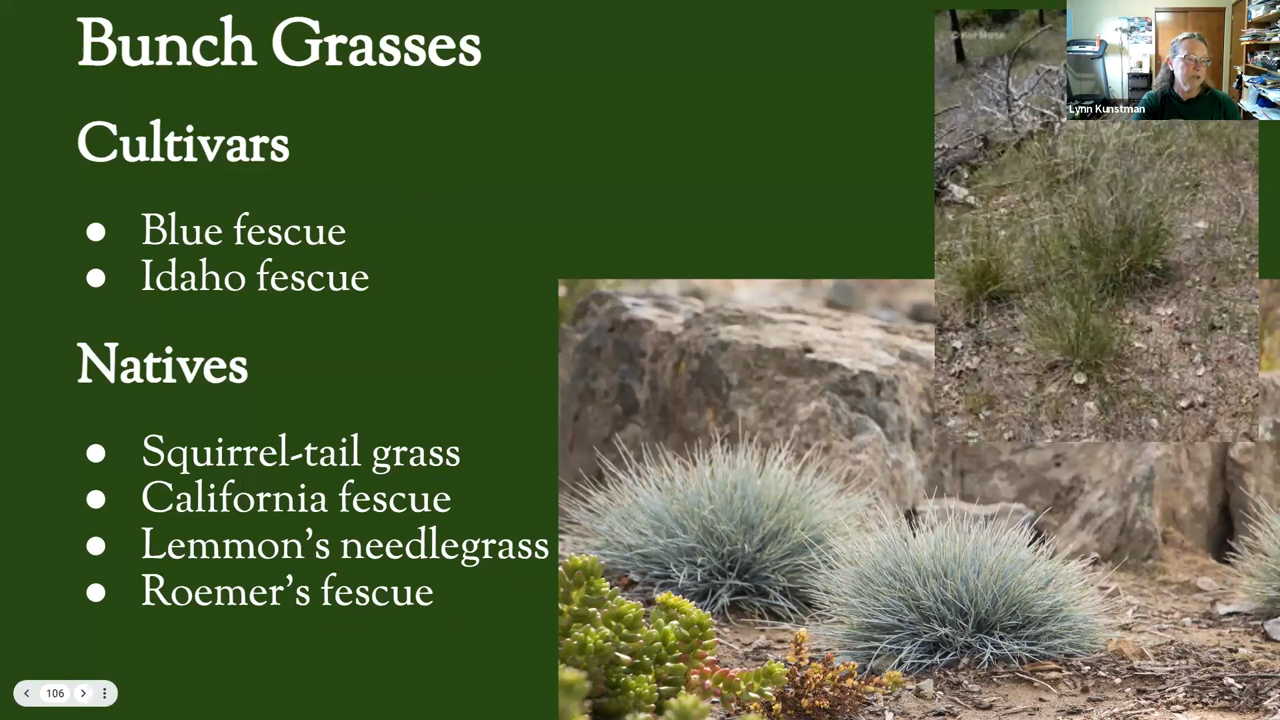 Bunch Grasses
Cultivars
● Blue fescue
● Idaho fescue
Natives
● Squirrel-tail grass
● California fescue
● Lemmon's needlegrass
● Roemer's fescue
106
Lynn Kunstman